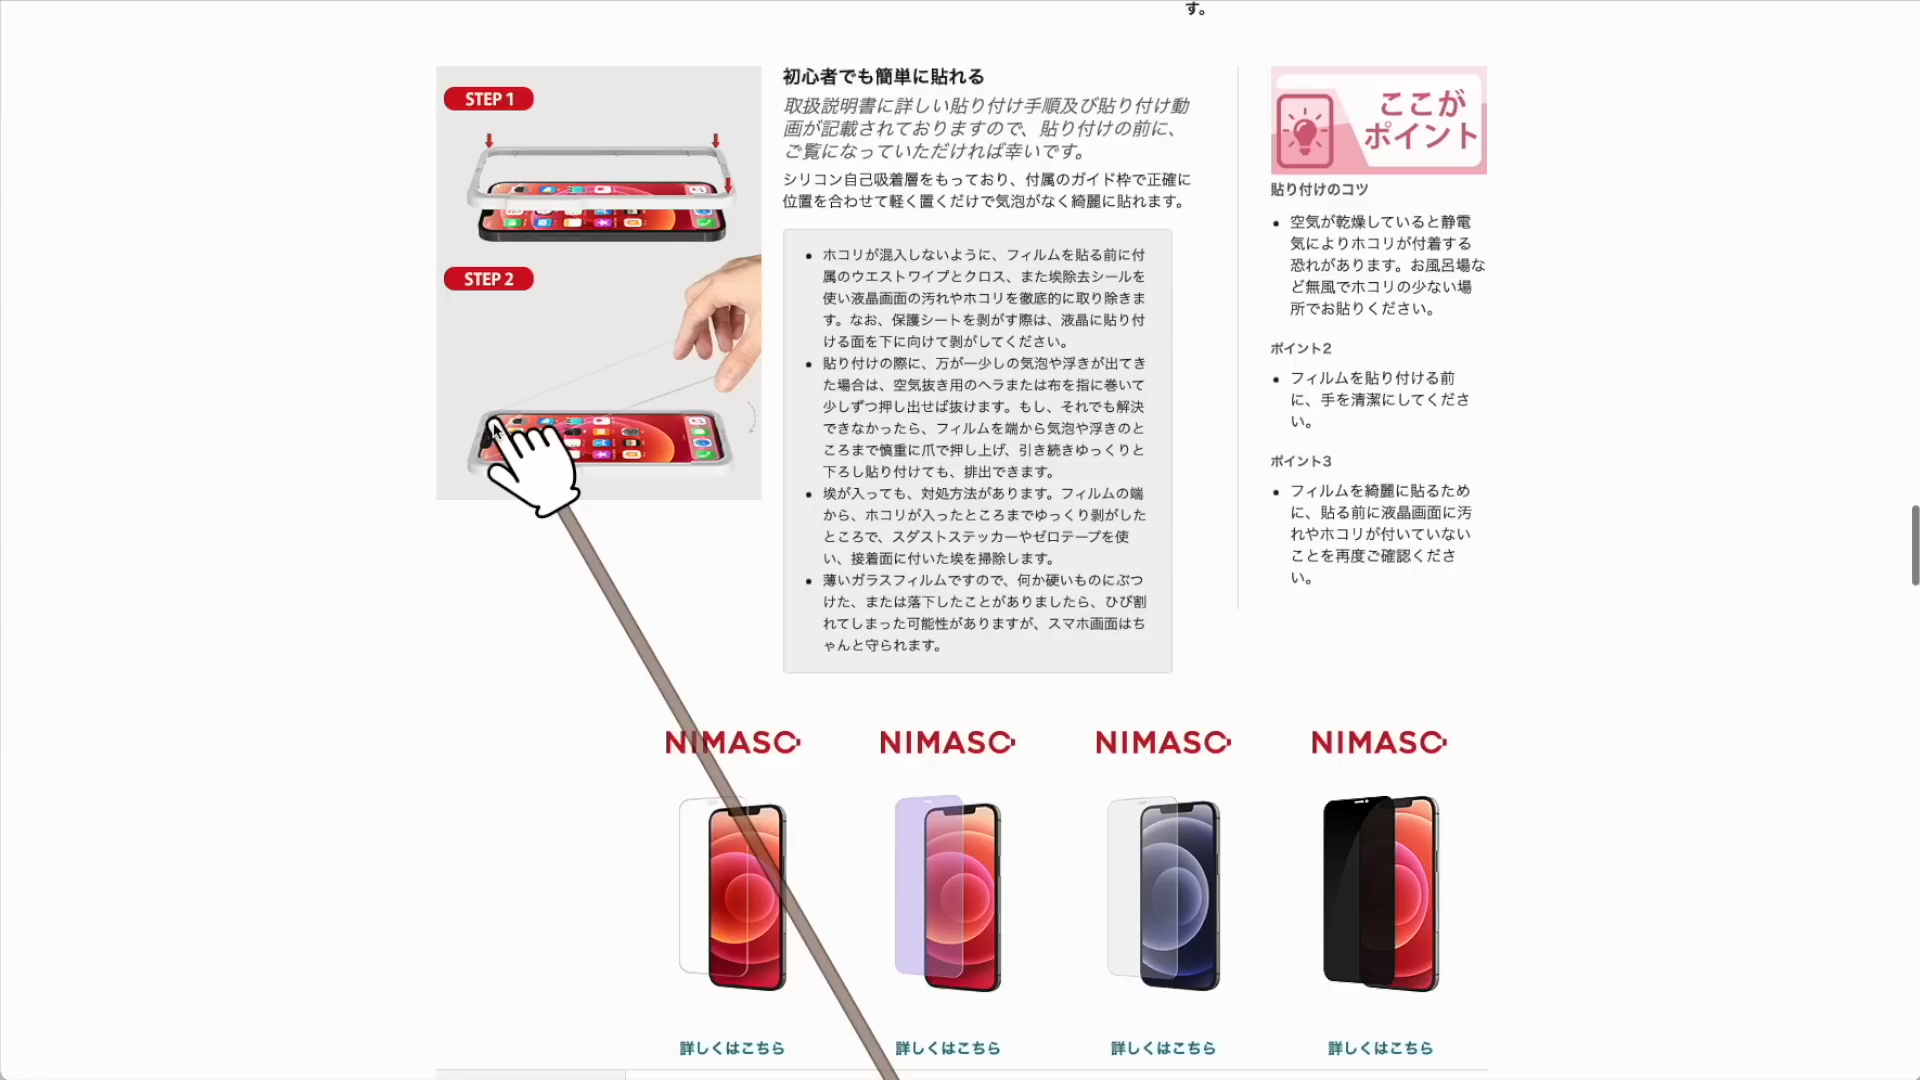 す。
STEP 1
STEP 2
初心者でも簡単に貼れる
取扱説明書に詳しい貼り付け手順及び貼り付け動
画が記載されておりますので、貼り付けの前に、
ご覧になっていただければ幸いです。
シリコン自己吸着層をもっており、付属のガイド枠で正確に
位置を合わせて軽く置くだけで気泡がなく綺麗に貼れます。
ホコリが混入しないように、フィルムを貼る前に付
属のウエストワイプとクロス、また埃除去シールを
使い液晶画面の汚れやホコリを徹底的に取り除きま
す。なお、保護シートを剥がす際は、液晶に貼り付
ける面を下に向けて剥がしてください。
貼り付けの際に、万が一少しの気泡や浮きが出てき
た場合は、空気抜き用のヘラまたは布を指に巻いて
少しずつ押し出せば抜けます。もし、それでも解決
できなかったら、フィルムを端から気泡や浮きのと
ころまで慎重に爪で押し上げ、引き続きゆっくりと
下ろし貼り付けても、排出できます。
埃が入っても、対処方法があります。フィルムの端
から、ホコリが入ったところまでゆっくり剥がした
ところで、スダストステッカーやゼロテープを使
い、接着面に付いた埃を掃除します。
薄いガラスフィルムですので、何か硬いものにぶつ
けた、または落下したことがありましたら、ひび割
れてしまった可能性がありますが、スマホ画面はち
ゃんと守られます。
ここが
ポイント
貼り付けのコツ
空気が乾燥していると静電
気によりホコリが付着する
恐れがあります。お風呂場な
ど無風でホコリの少ない場
所でお貼りください。
ポイント2
フィルムを貼り付ける前
に、手を清潔にしてくださ
い。
ポイント3
フィルムを綺麗に貼るため
に、貼る前に液晶画面に汚
れやホコリが付いていない
ことを再度ご確認くださ
い。
NIMASO
NIMASO
NIMASO
NIMASO
詳しくはこちら
詳しくはこちら
詳しくはこちら
詳しくはこちら